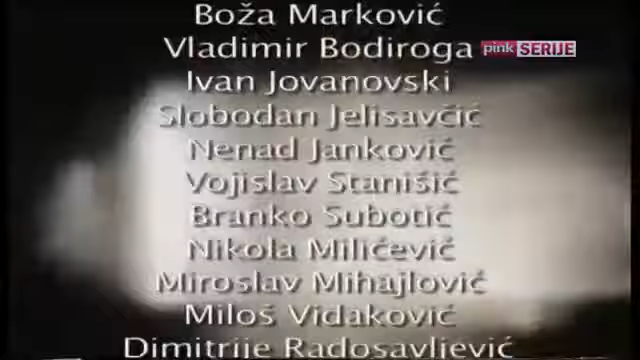 Boža Marković
Vladimir Bodiroga
pink SERIJE
Ivan Jovanovski
Slobodan Jelisavčić
Nenad Janković
Vojislav Stanišić
Branko Subotić
Nikola Milićević
Miroslav Mihajlović
Miloš Vidaković
Dimitrije Radosavljević